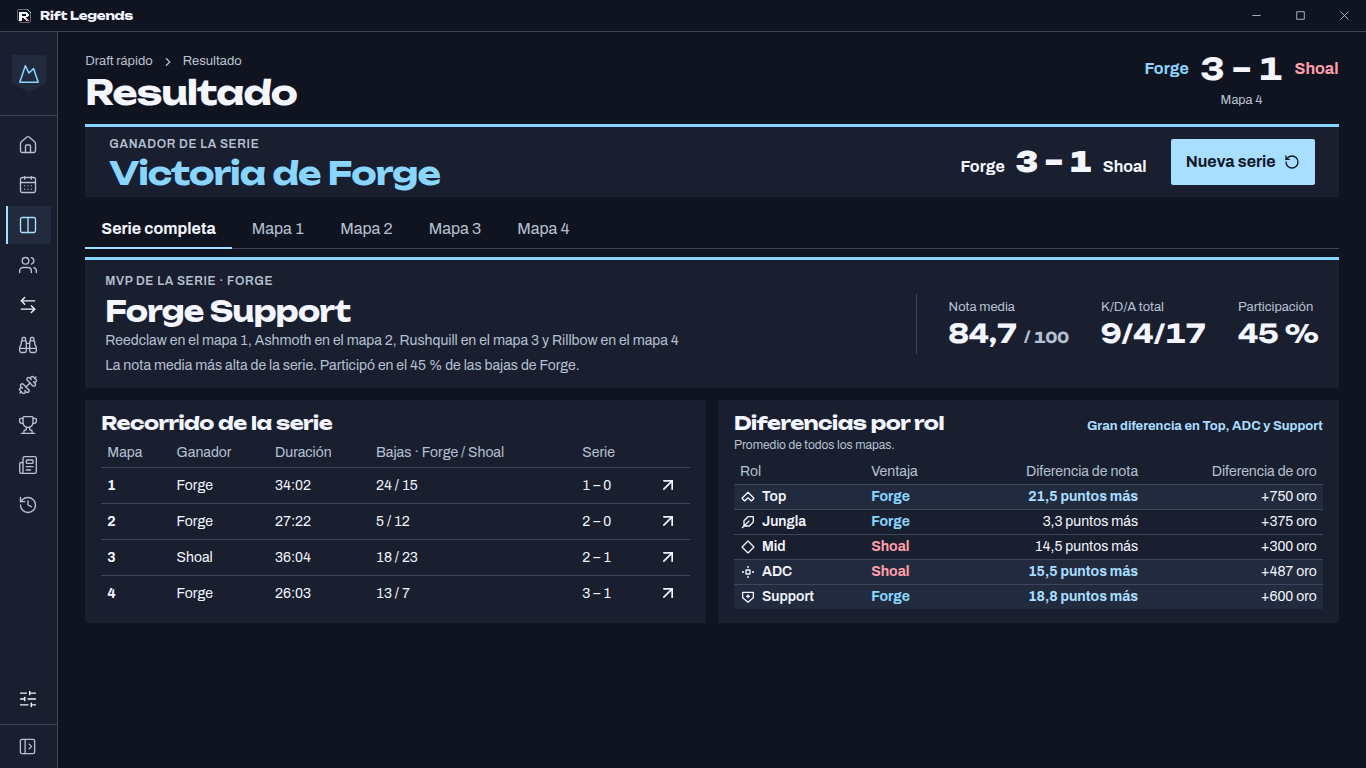 Rift Legends
Draft rápido > Resultado
Resultado
Forge 3 – 1 Shoal
Mapa 4
GANADOR DE LA SERIE
Victoria de Forge
Forge 3 – 1 Shoal
Nueva serie
Serie completa Mapa 1 Mapa 2 Mapa 3 Mapa 4
MVP DE LA SERIE · FORGE
Forge Support
Reedclaw en el mapa 1, Ashmoth en el mapa 2, Rushquill en el mapa 3 y Rillbow en el mapa 4
La nota media más alta de la serie. Participó en el 45 % de las bajas de Forge.
Nota media K/D/A total Participación
84,7 / 100 9/4/17 45 %
Recorrido de la serie
Mapa Ganador Duración Bajas · Forge / Shoal Serie
1 Forge 34:02 24 / 15 1 – 0
2 Forge 27:22 5 / 12 2 – 0
3 Shoal 36:04 18 / 23 2 – 1
4 Forge 26:03 13 / 7 3 – 1
Diferencias por rol
Gran diferencia en Top, ADC y Support
Promedio de todos los mapas.
Rol Ventaja Diferencia de nota Diferencia de oro
Top Forge 21,5 puntos más +750 oro
Jungla Forge 3,3 puntos más +375 oro
Mid Shoal 14,5 puntos más +300 oro
ADC Shoal 15,5 puntos más +487 oro
Support Forge 18,8 puntos más +600 oro